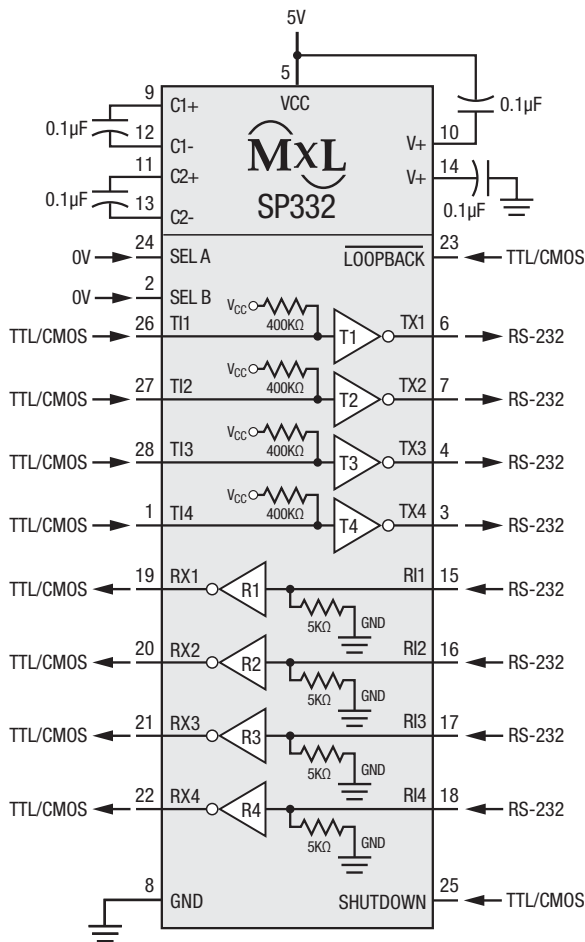 5V
5
VCC
9 C1+
0.1µF
12 C1-
11 C2+
0.1µF
13 C2-
MXL
SP332
0.1µF
V+ 10
V+ 14
0.1µF
0V 24 SEL A
LOOPBACK 23 TTL/CMOS
0V 2 SEL B
TTL/CMOS 26 TI1 VCC 400KΩ T1 TX1 6 RS-232
TTL/CMOS 27 TI2 VCC 400KΩ T2 TX2 7 RS-232
TTL/CMOS 28 TI3 VCC 400KΩ T3 TX3 4 RS-232
TTL/CMOS 1 TI4 VCC 400KΩ T4 TX4 3 RS-232
TTL/CMOS 19 RX1 R1 RI1 15 RS-232
5KΩ GND
TTL/CMOS 20 RX2 R2 RI2 16 RS-232
5KΩ GND
TTL/CMOS 21 RX3 R3 RI3 17 RS-232
5KΩ GND
TTL/CMOS 22 RX4 R4 RI4 18 RS-232
5KΩ GND
8 GND
SHUTDOWN 25 TTL/CMOS